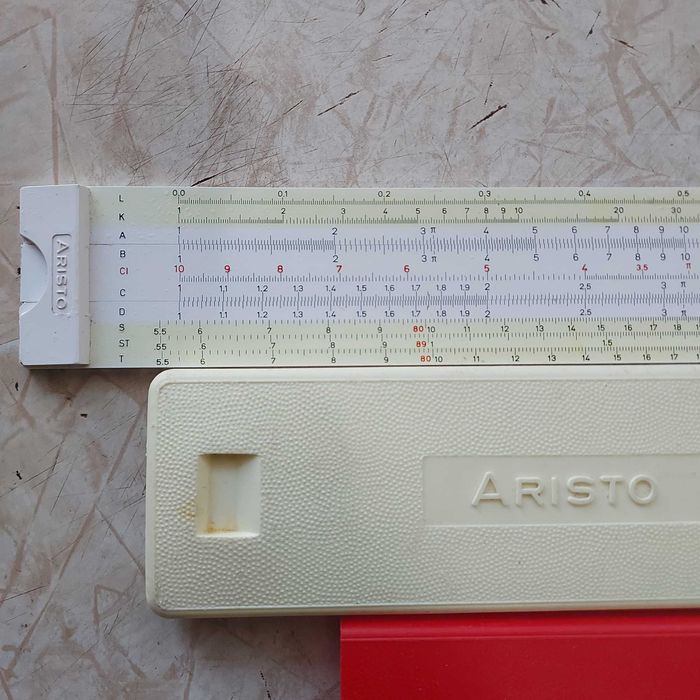 L 0,0 0,1 0,2 0,3 0,4 0,5
K 1 2 3 4 5 6 7 8 9 10 20 30
A 1 2 3 π 4 5 6 7 8 9 10
B 1 2 3 π 4 5 6 7 8 9 10
CI 10 9 8 7 6 5 4 3,5 π
C 1 1,1 1,2 1,3 1,4 1,5 1,6 1,7 1,8 1,9 2 2,5 3 π
D 1 1,1 1,2 1,3 1,4 1,5 1,6 1,7 1,8 1,9 2 2,5 3 π
S 5.5 6 7 8 9 80 10 11 12 13 14 15 16 17 18
ST .55 .6 .7 .8 .9 89 1 1.5
T 5.5 6 7 8 9 80 10 11 12 13 14 15 16 17
ARISTO
ARISTO